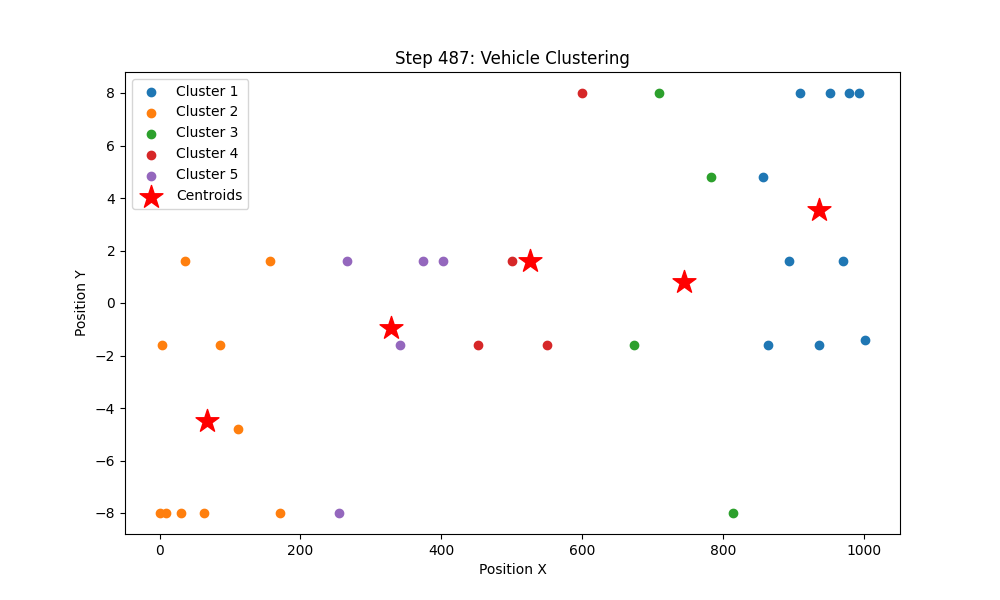 Step 487: Vehicle Clustering
Cluster 1
Cluster 2
Cluster 3
Cluster 4
Cluster 5
Centroids
8
6
4
2
0
−2
−4
−6
−8
Position Y
0 200 400 600 800 1000
Position X